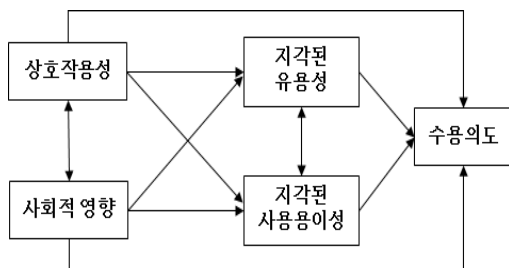 상호작용성
지각된
유용성
수용의도
사회적 영향
지각된
사용용이성